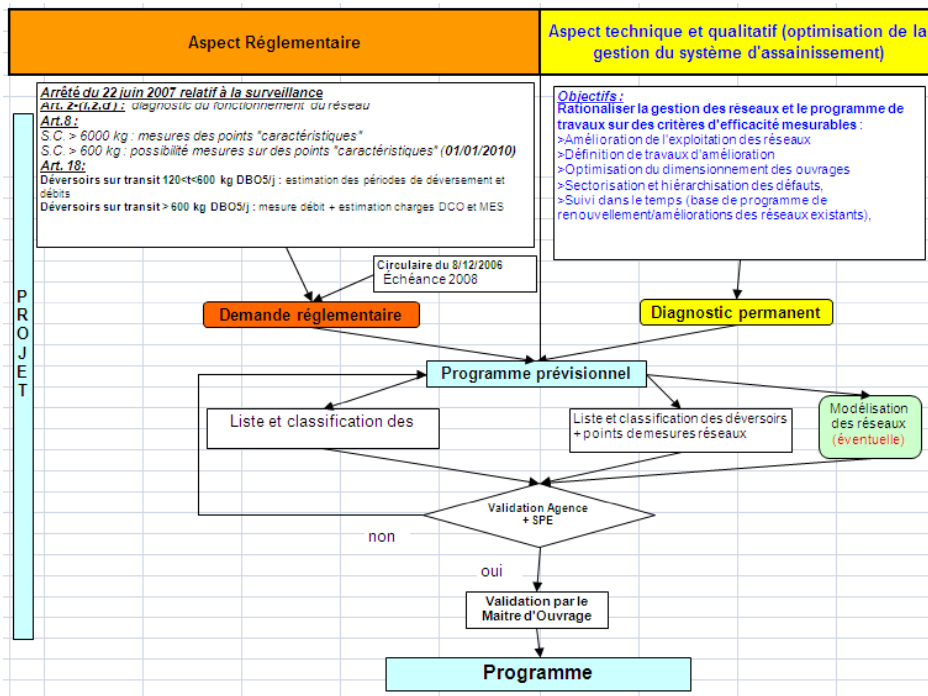 Aspect Réglementaire
Aspect technique et qualitatif (optimisation de la
gestion du système d'assainissement)
Arrêté du 22 juin 2007 relatif à la surveillance
Art. 2-(1,2,d) : diagnostic du fonctionnement du réseau
Art.8 :
S.C. > 6000 kg : mesures des points "caractéristiques"
S.C. > 600 kg : possibilité mesures sur des points "caractéristiques" (01/01/2010)
Art. 18:
Déversoirs sur transit 120<t<600 kg DBO5/j : estimation des périodes de déversement et
débits
Déversoirs sur transit > 600 kg DBO5/j : mesure débit + estimation charges DCO et MES
Objectifs :
Rationaliser la gestion des réseaux et le programme de
travaux sur des critères d'efficacité mesurables :
>Amélioration de l'exploitation des réseaux
>Définition de travaux d'amélioration
>Optimisation du dimensionnement des ouvrages
>Sectorisation et hiérarchisation des défauts,
>Suivi dans le temps (base de programme de
renouvellement/améliorations des réseaux existants),
Circulaire du 8/12/2006
Échéance 2008
PROJET
Demande réglementaire
Diagnostic permanent
Programme prévisionnel
Liste et classification des
Liste et classification des déversoirs
+ points de mesures réseaux
Modélisation
des réseaux
(éventuelle)
Validation Agence
+ SPE
non
oui
Validation par le
Maitre d'Ouvrage
Programme